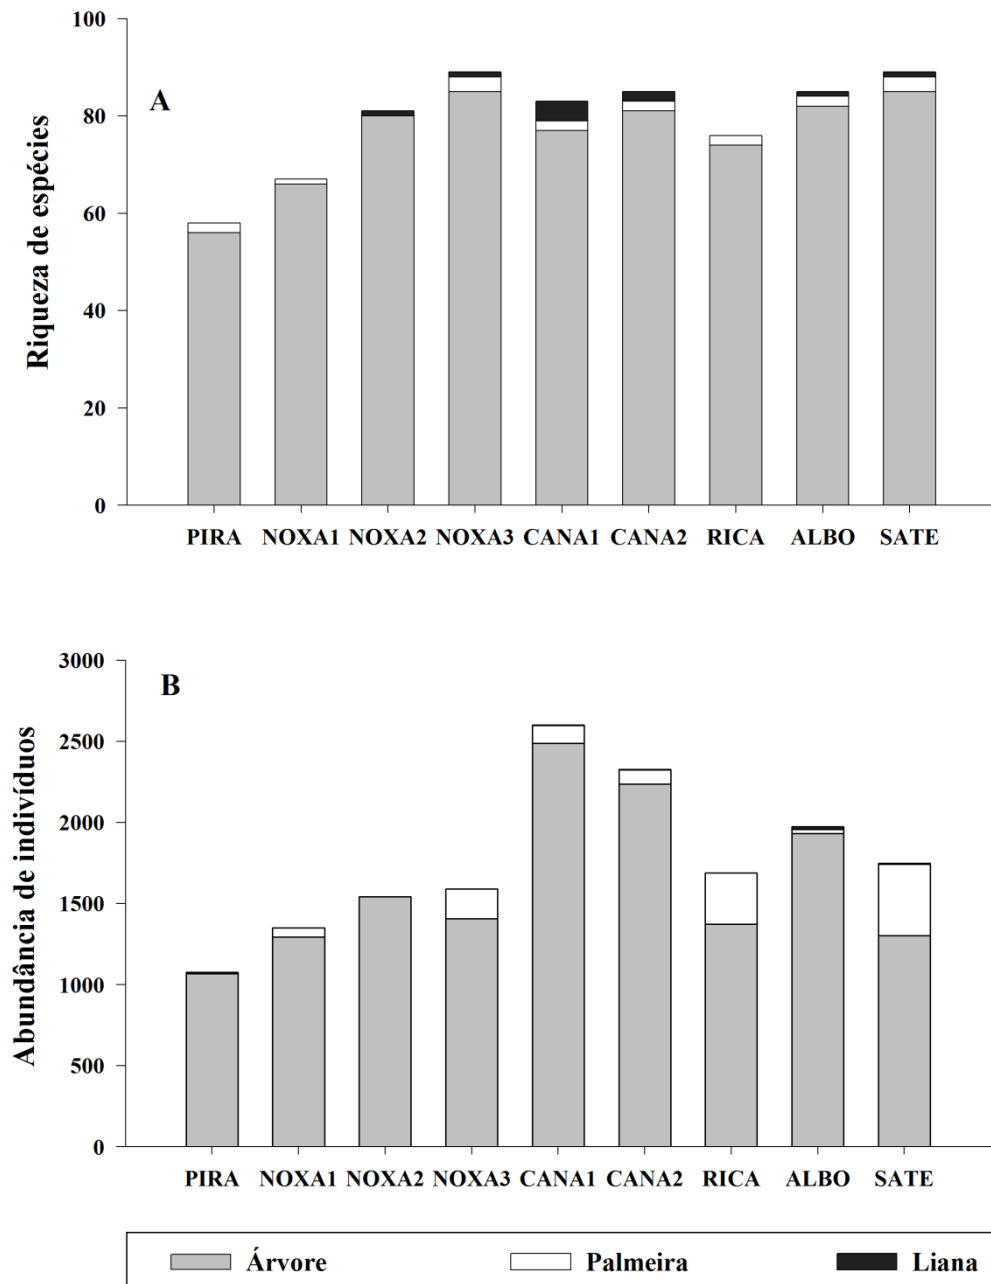 100
A
80
60
40
20
0
Riqueza de espécies
PIRA NOXA1 NOXA2 NOXA3 CANA1 CANA2 RICA ALBO SATE
3000
B
2500
2000
1500
1000
500
0
Abundância de indivíduos
PIRA NOXA1 NOXA2 NOXA3 CANA1 CANA2 RICA ALBO SATE
Árvore Palmeira Liana